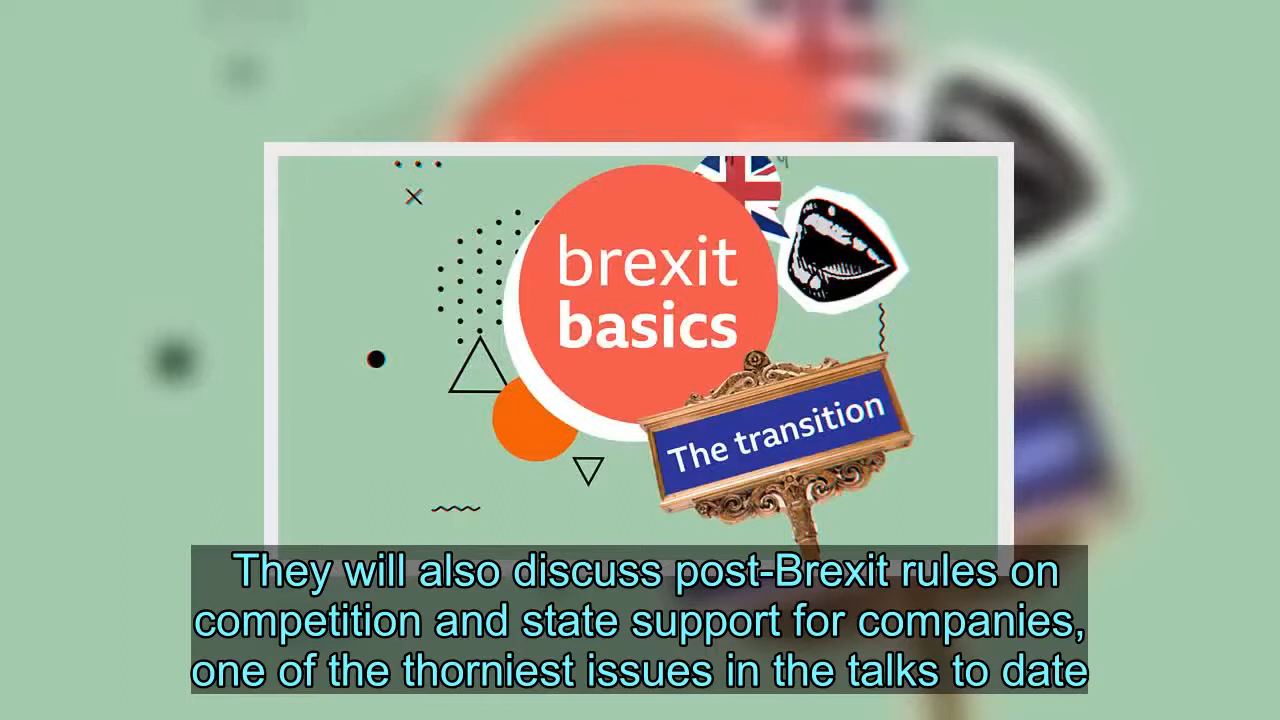 brexit
basics
The transition
They will also discuss post-Brexit rules on
competition and state support for companies,
one of the thorniest issues in the talks to date